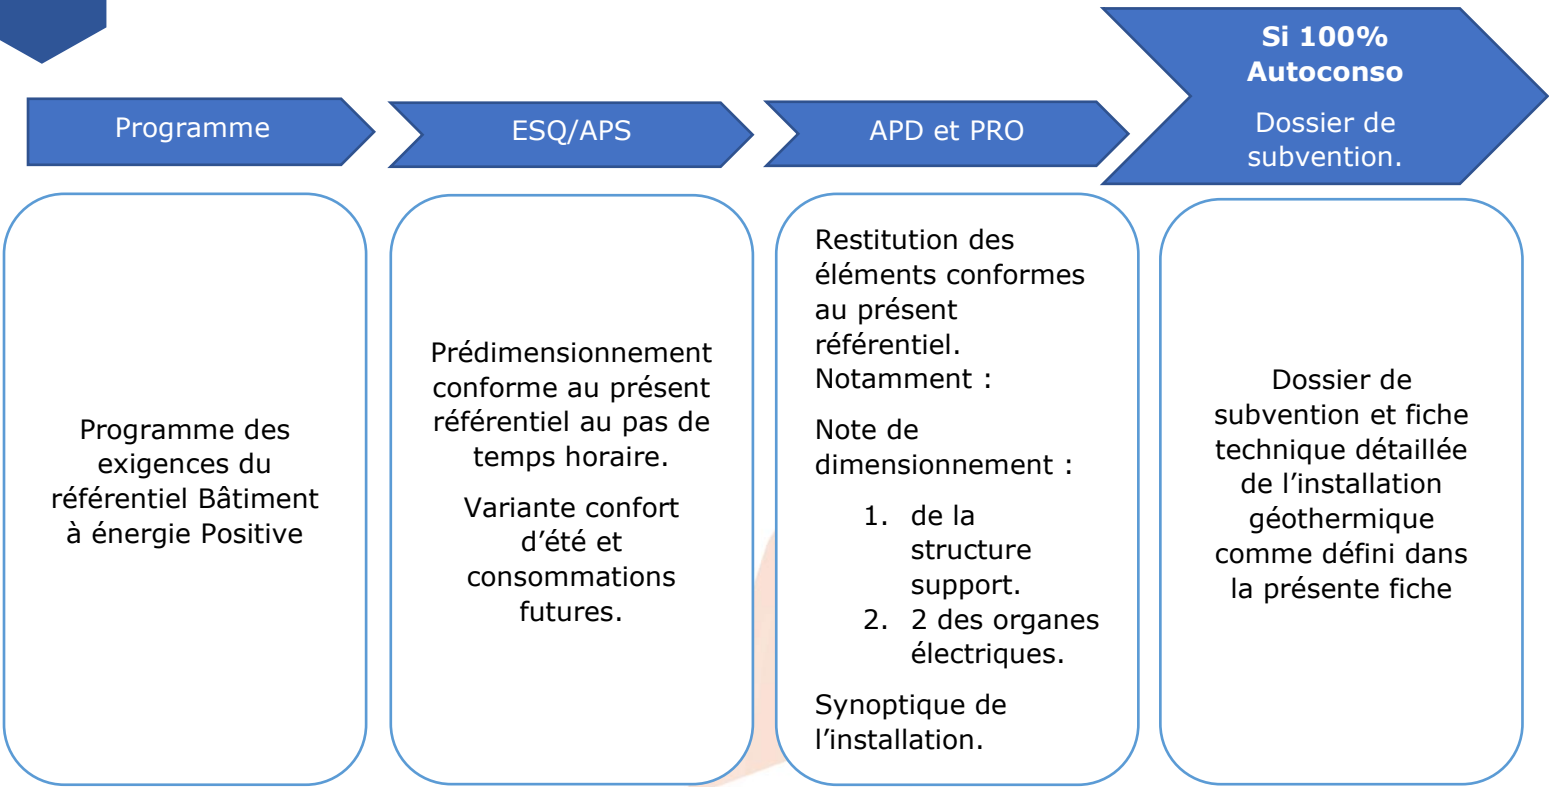 Programme
ESQ/APS
APD et PRO
Si 100%
Autoconso
Dossier de
subvention.
Programme des
exigences du
référentiel Bâtiment
à énergie Positive
Prédimensionnement
conforme au présent
référentiel au pas de
temps horaire.
Variante confort
d’été et
consommations
futures.
Restitution des
éléments conformes
au présent
référentiel.
Notamment :
Note de
dimensionnement :
1. de la
structure
support.
2. 2 des organes
électriques.
Synoptique de
l’installation.
Dossier de
subvention et fiche
technique détaillée
de l’installation
géothermique
comme défini dans
la présente fiche